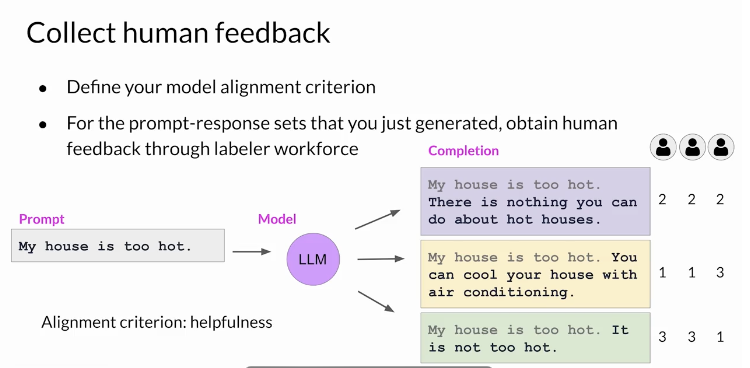 Collect human feedback
● Define your model alignment criterion
● For the prompt-response sets that you just generated, obtain human
feedback through labeler workforce
Completion
Prompt
My house is too hot.
Model
LLM
My house is too hot.
There is nothing you can
do about hot houses.
2 2 2
My house is too hot. You
can cool your house with
air conditioning.
1 1 3
My house is too hot. It
is not too hot.
3 3 1
Alignment criterion: helpfulness